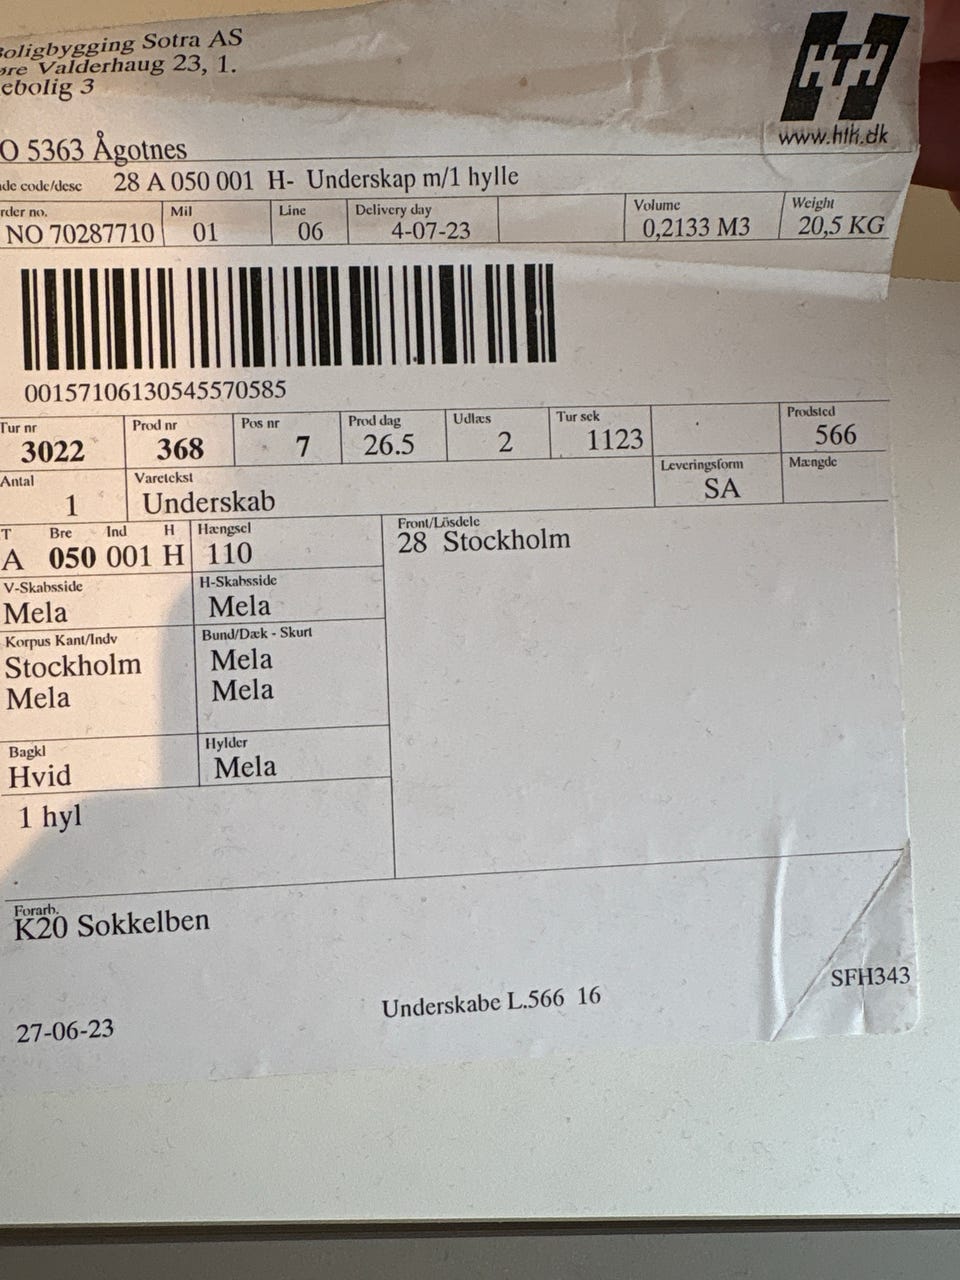 Boligbygging Sotra AS
øre Valderhaug 23, 1.
ebolig 3
HTH
www.hth.dk
O 5363 Ågotnes
de code/desc 28 A 050 001 H- Underskap m/1 hylle
rder no. Mil Line Delivery day Volume Weight
NO 70287710 01 06 4-07-23 0,2133 M3 20,5 KG
00157106130545570585
Tur nr Prod nr Pos nr Prod dag Udlæs Tur sek Prodsted
3022 368 7 26.5 2 1123 566
Antal Varetekst Leveringsform Mængde
1 Underskab SA
T Bre Ind H Hængsel Front/Lösdele
A 050 001 H 110 28 Stockholm
V-Skabsside H-Skabsside
Mela Mela
Korpus Kant/Indv Bund/Dæk - Skurt
Stockholm Mela
Mela Mela
Bagkl Hylder
Hvid Mela
1 hyl
Forarb.
K20 Sokkelben
SFH343
27-06-23 Underskabe L.566 16